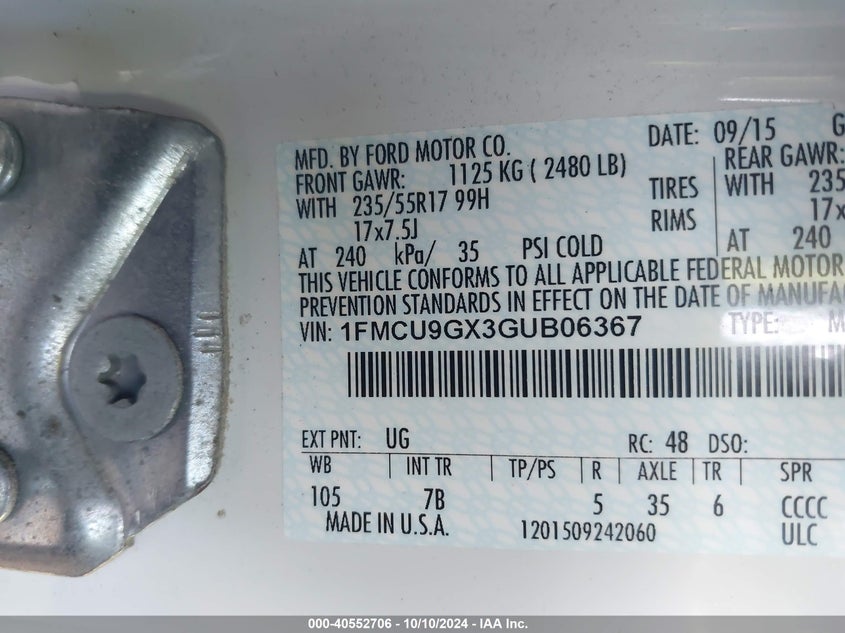 DATE: 09/15 G
MFD. BY FORD MOTOR CO.
FRONT GAWR: 1125 KG ( 2480 LB) REAR GAWR:
WITH 235/55R17 99H TIRES WITH 235
17x7.5J RIMS 17x
AT 240 kPa/ 35 PSI COLD AT 240
THIS VEHICLE CONFORMS TO ALL APPLICABLE FEDERAL MOTOR
PREVENTION STANDARDS IN EFFECT ON THE DATE OF MANUFAC
VIN: 1FMCU9GX3GUB06367 TYPE: M
EXT PNT: UG RC: 48 DSO:
WB INT TR TP/PS R AXLE TR SPR
105 7B 5 35 6 CCCC
MADE IN U.S.A. 1201509242060 ULC
000-40552706 - 10/10/2024 - IAA Inc.